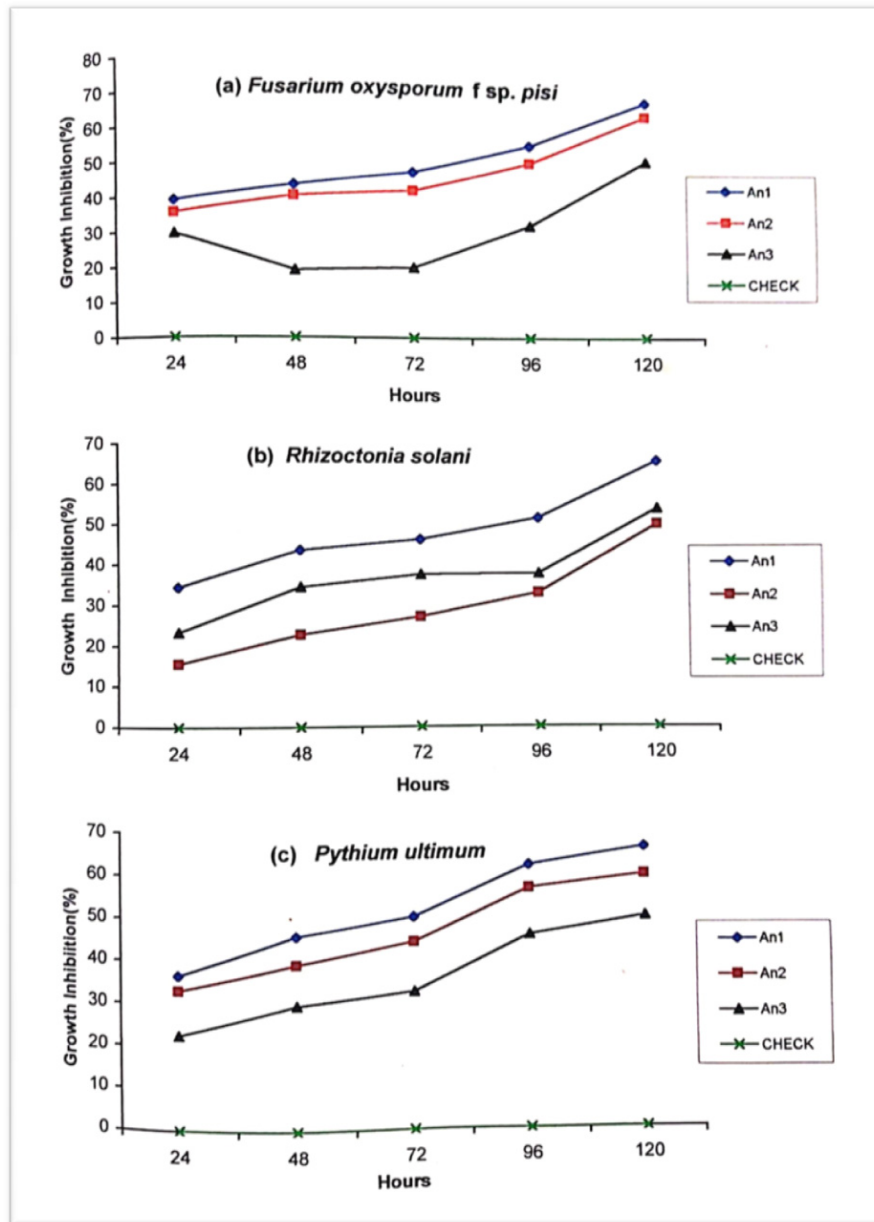 80
(a) Fusarium oxysporum f sp. pisi
70
60
50
40
30
20
10
0
Growth Inhibition(%)
24 48 72 96 120
Hours
An1
An2
An3
CHECK
70
(b) Rhizoctonia solani
60
50
40
30
20
10
0
Growth Inhibition(%)
24 48 72 96 120
Hours
An1
An2
An3
CHECK
70
(c) Pythium ultimum
60
50
40
30
20
10
0
Growth Inhibiition(%)
24 48 72 96 120
Hours
An1
An2
An3
CHECK